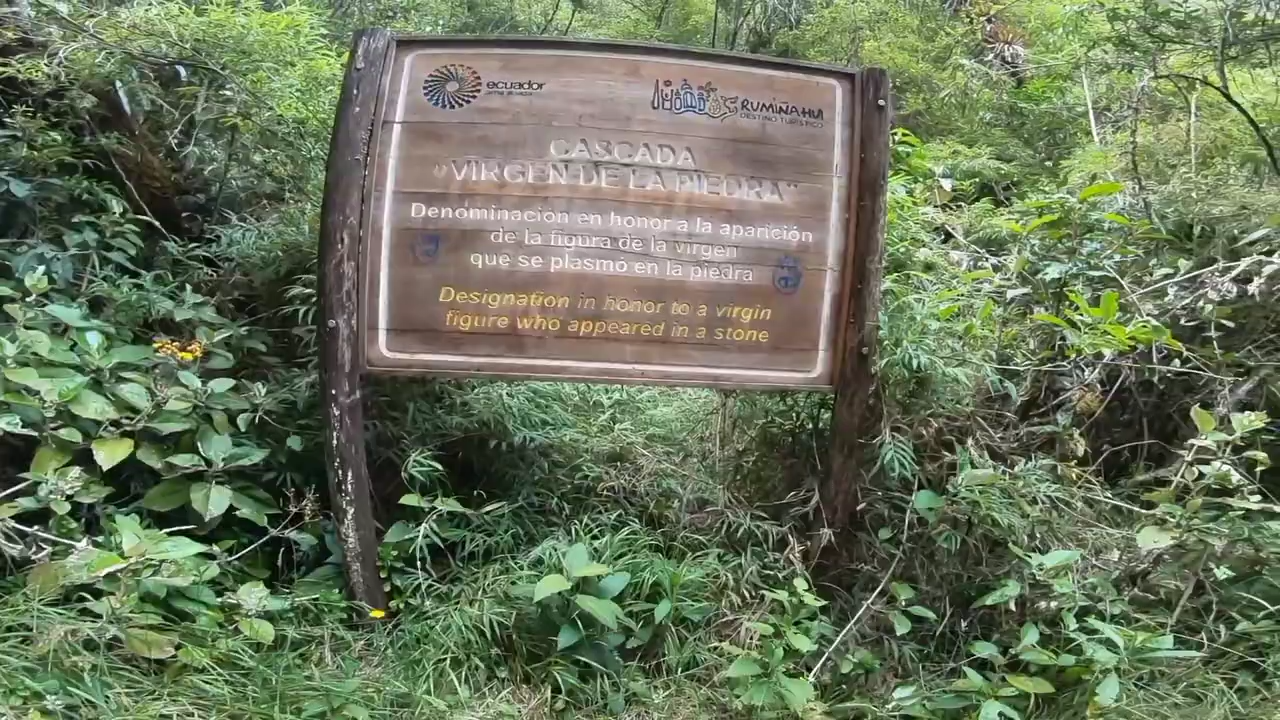 ecuador
RUMIÑAHUI
DESTINO TURÍSTICO
CASCADA
"VIRGEN DE LA PIEDRA"
Denominación en honor a la aparición
de la figura de la virgen
que se plasmó en la piedra
Designation in honor to a virgin
figure who appeared in a stone